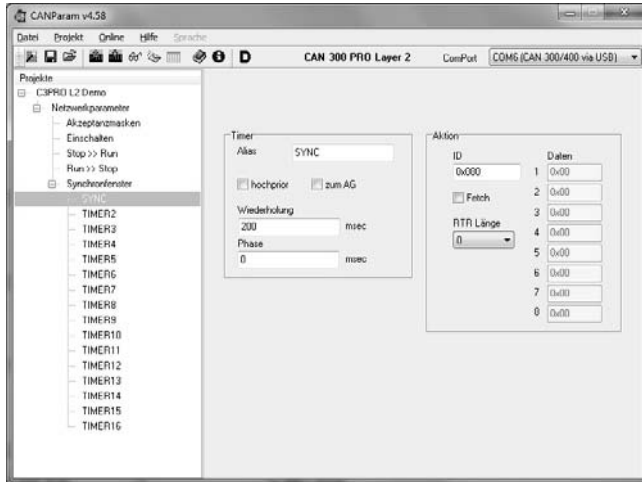 CANParam v4.58
Datei Projekt Online Hilfe Sprache
D CAN 300 PRO Layer 2 ComPort COM6 (CAN 300/400 via USB)
Projekte
C3PRO L2 Demo
Netzwerkparameter
Akzeptanzmasken
Einschalten
Stop >> Run
Run >> Stop
Synchronfenster
SYNC
TIMER2
TIMER3
TIMER4
TIMER5
TIMER6
TIMER7
TIMER8
TIMER9
TIMER10
TIMER11
TIMER12
TIMER13
TIMER14
TIMER15
TIMER16
Timer
Alias SYNC
hochprior zum AG
Wiederholung
200 msec
Phase
0 msec
Aktion
ID
0x000
Fetch
RTR Länge
0
Daten
1 0x00
2 0x00
3 0x00
4 0x00
5 0x00
6 0x00
7 0x00
0x00